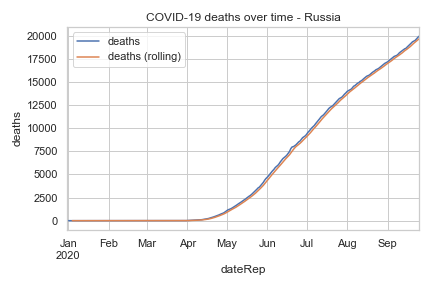 COVID-19 deaths over time - Russia
deaths
deaths (rolling)
deaths
20000
17500
15000
12500
10000
7500
5000
2500
0
Jan Feb Mar Apr May Jun Jul Aug Sep
2020
dateRep